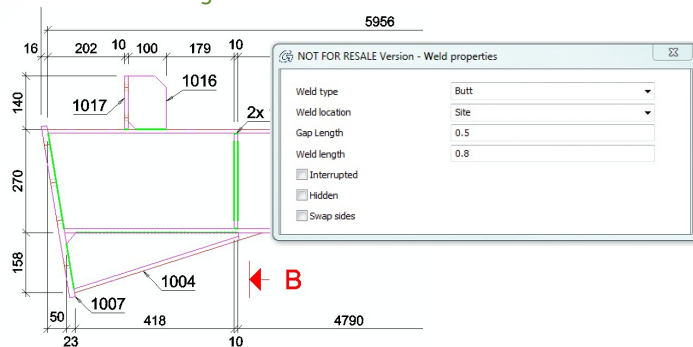 5956
16 202 10 100 179 10
NOT FOR RESALE Version - Weld properties
Weld type Butt
Weld location Site
Gap Length 0.5
Weld length 0.8
Interrupted
Hidden
Swap sides
140
1017
1016
2x
270
158
1004
B
1007
50 418 4790
23 10